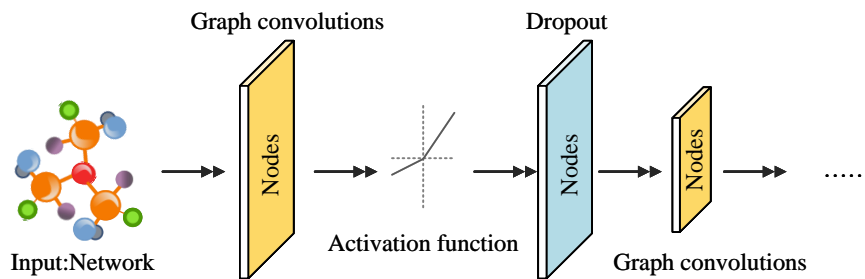 Graph convolutions
Dropout
Nodes
Nodes
Nodes
.....
Input:Network
Activation function
Graph convolutions